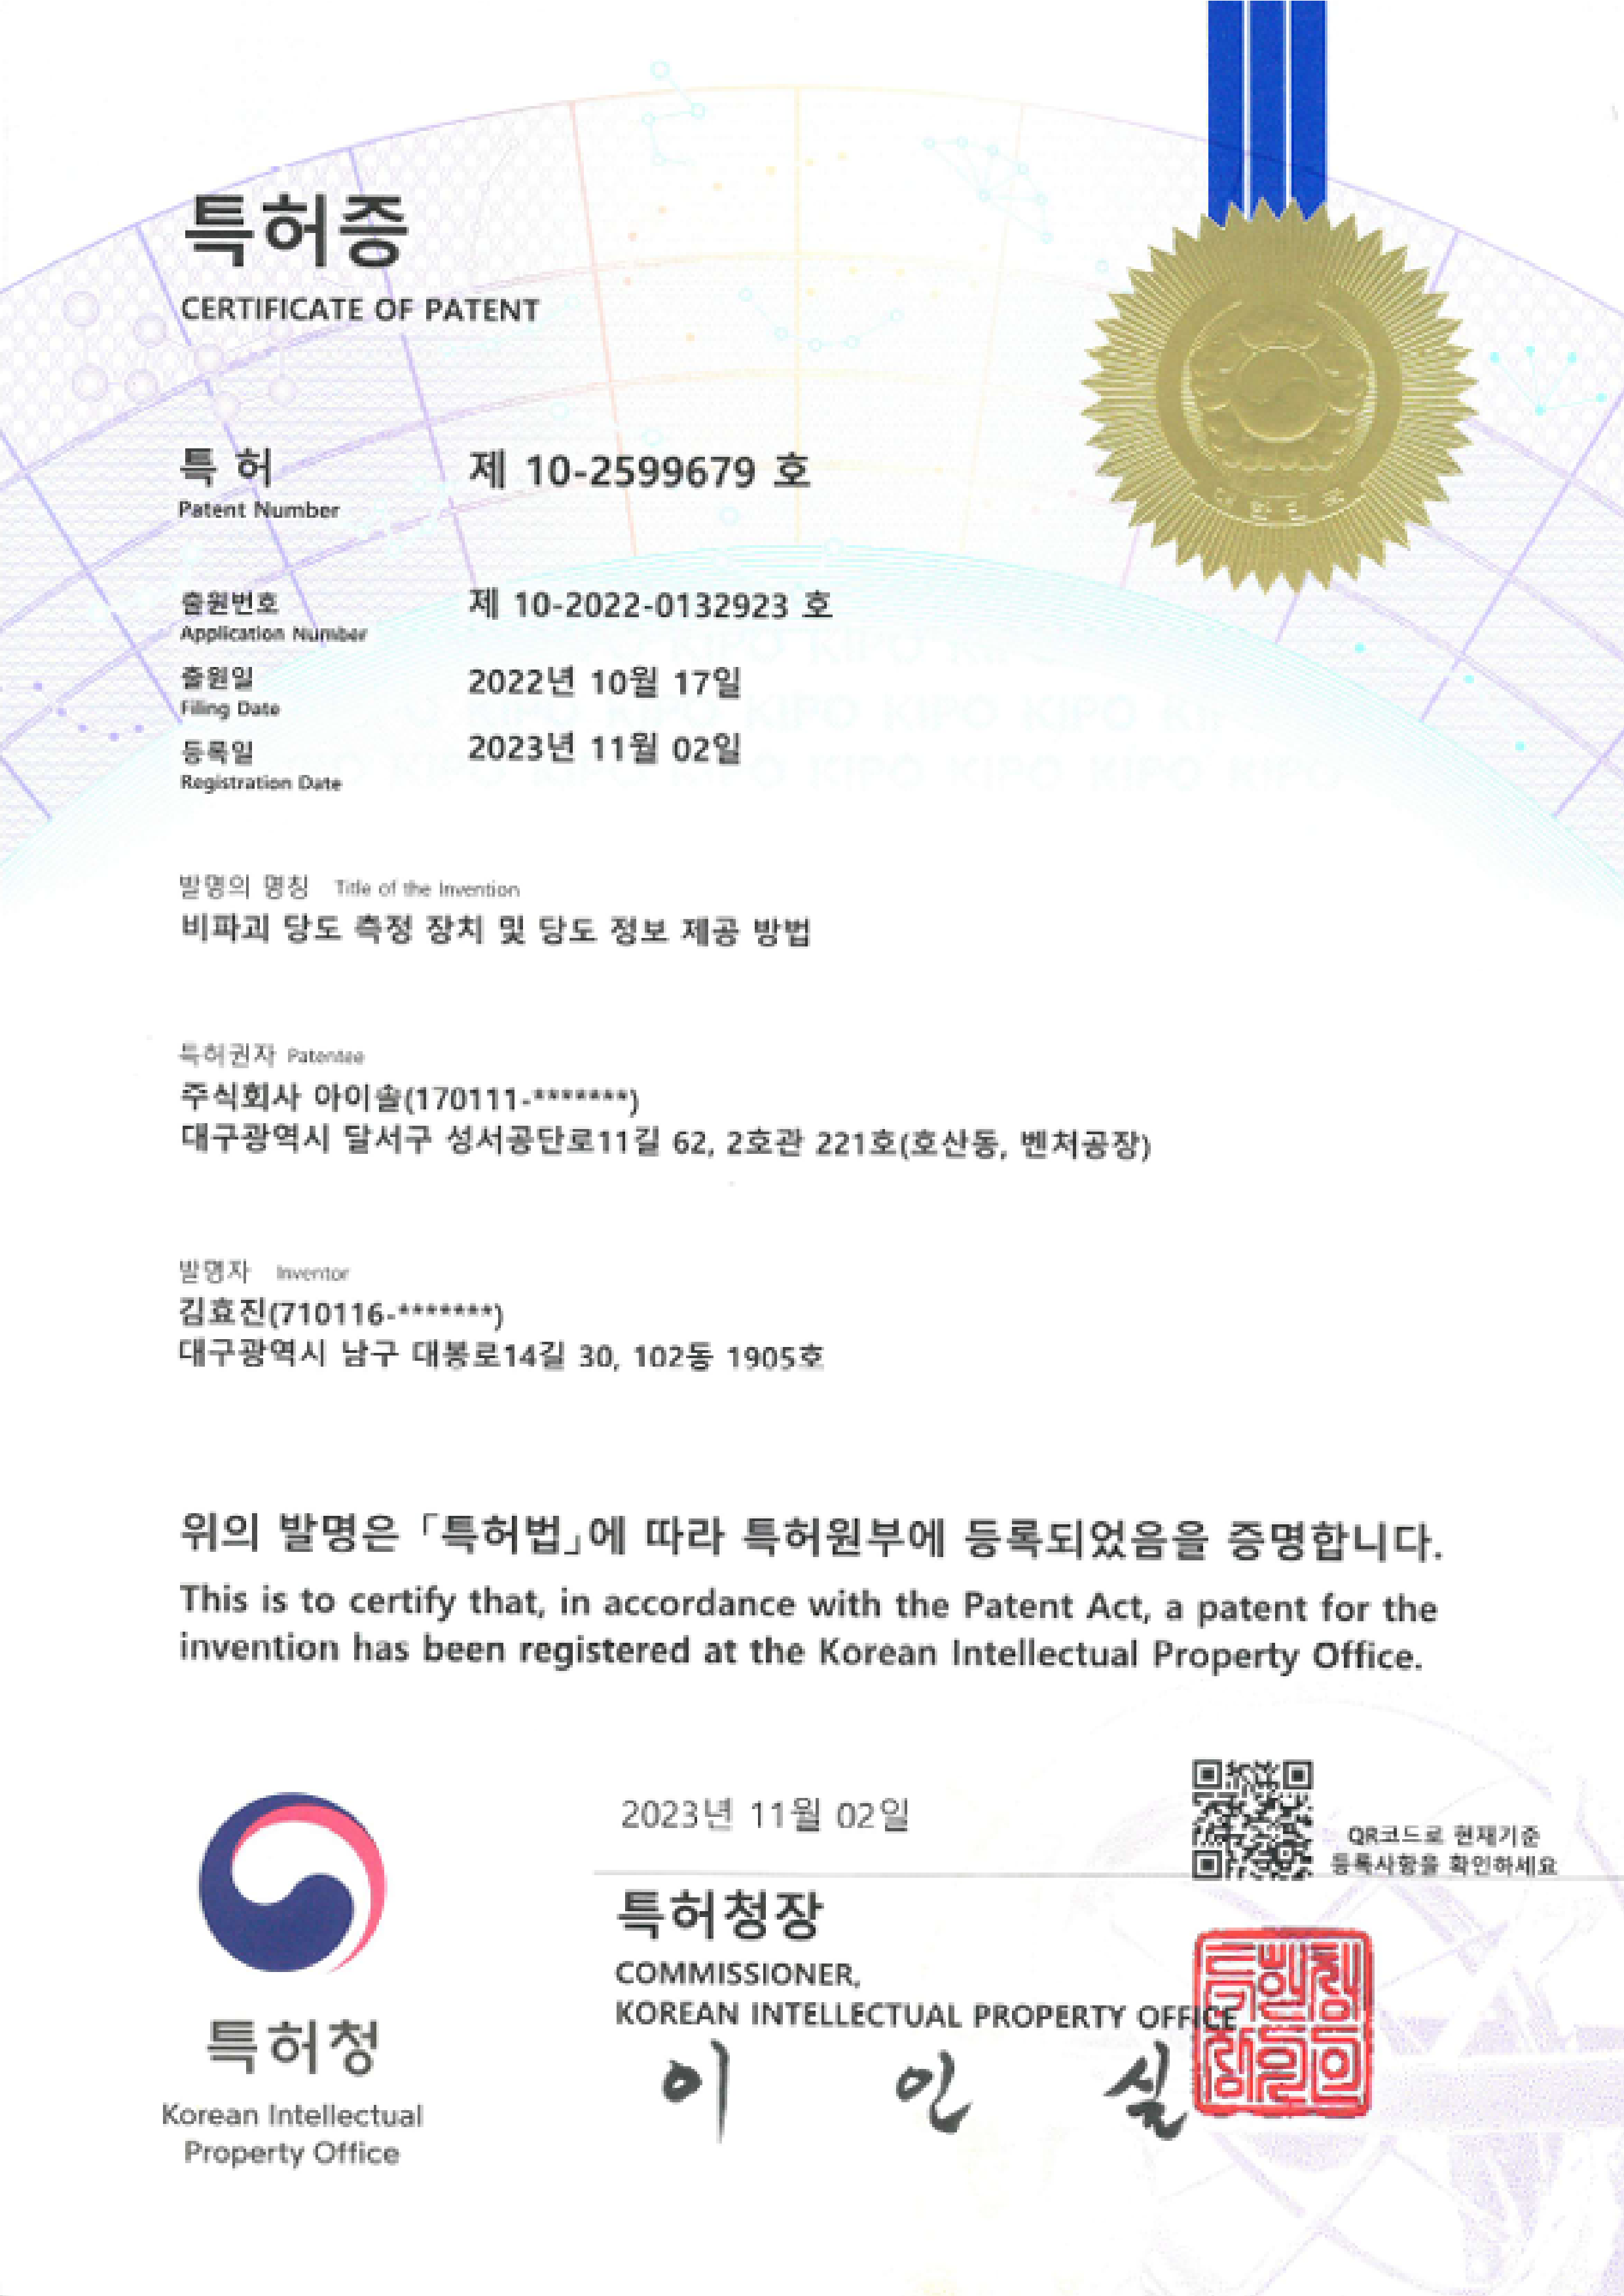 특허증
CERTIFICATE OF PATENT
특 허
Patent Number
제 10-2599679 호
출원번호
Application Number
제 10-2022-0132923 호
출원일
Filing Date
2022년 10월 17일
등록일
Registration Date
2023년 11월 02일
발명의 명칭 Title of the Invention
비파괴 당도 측정 장치 및 당도 정보 제공 방법
특허권자 Patentee
주식회사 아이솔(170111-*******)
대구광역시 달서구 성서공단로11길 62, 2호관 221호(호산동, 벤처공장)
발명자 Inventor
김효진(710116-*******)
대구광역시 남구 대봉로14길 30, 102동 1905호
위의 발명은 「특허법」에 따라 특허원부에 등록되었음을 증명합니다.
This is to certify that, in accordance with the Patent Act, a patent for the
invention has been registered at the Korean Intellectual Property Office.
2023년 11월 02일
QR코드로 현재기준
등록사항을 확인하세요
특허청장
COMMISSIONER,
KOREAN INTELLECTUAL PROPERTY OFFICE
이 인 실
특허청장의인
특허청
Korean Intellectual
Property Office
대한민국
KIPO KIPO KIPO KIPO KIPO